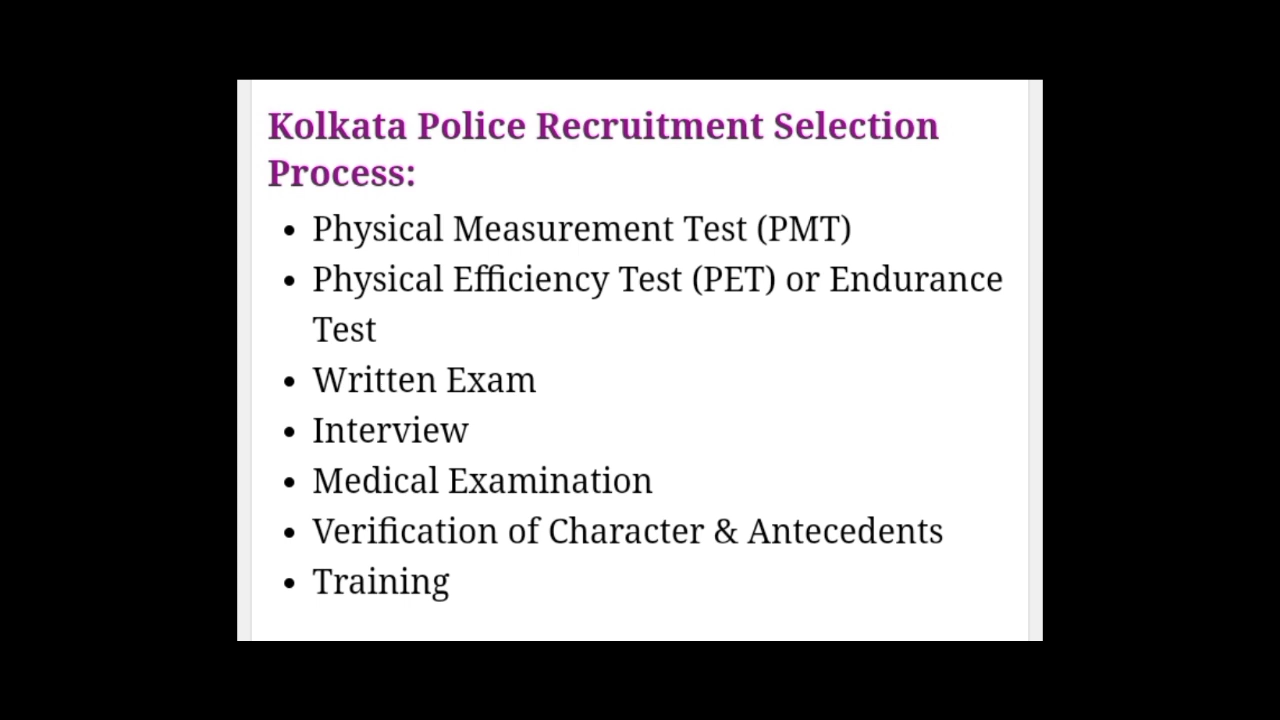 Kolkata Police Recruitment Selection
Process:
• Physical Measurement Test (PMT)
• Physical Efficiency Test (PET) or Endurance
Test
• Written Exam
• Interview
• Medical Examination
• Verification of Character & Antecedents
• Training